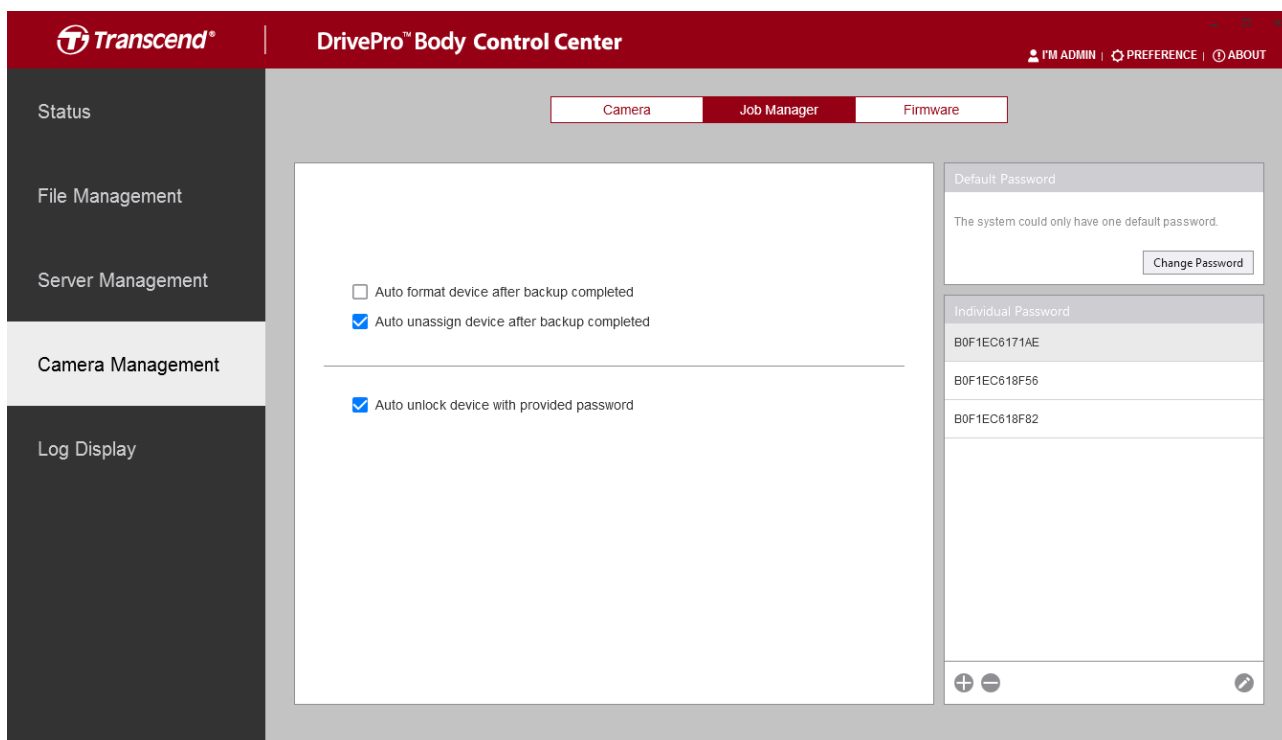 Transcend®
DrivePro™ Body Control Center
I'M ADMIN | PREFERENCE | ABOUT
Status
File Management
Server Management
Camera Management
Log Display
Camera
Job Manager
Firmware
Auto format device after backup completed
Auto unassign device after backup completed
Auto unlock device with provided password
Default Password
The system could only have one default password.
Change Password
Individual Password
B0F1EC6171AE
B0F1EC618F56
B0F1EC618F82